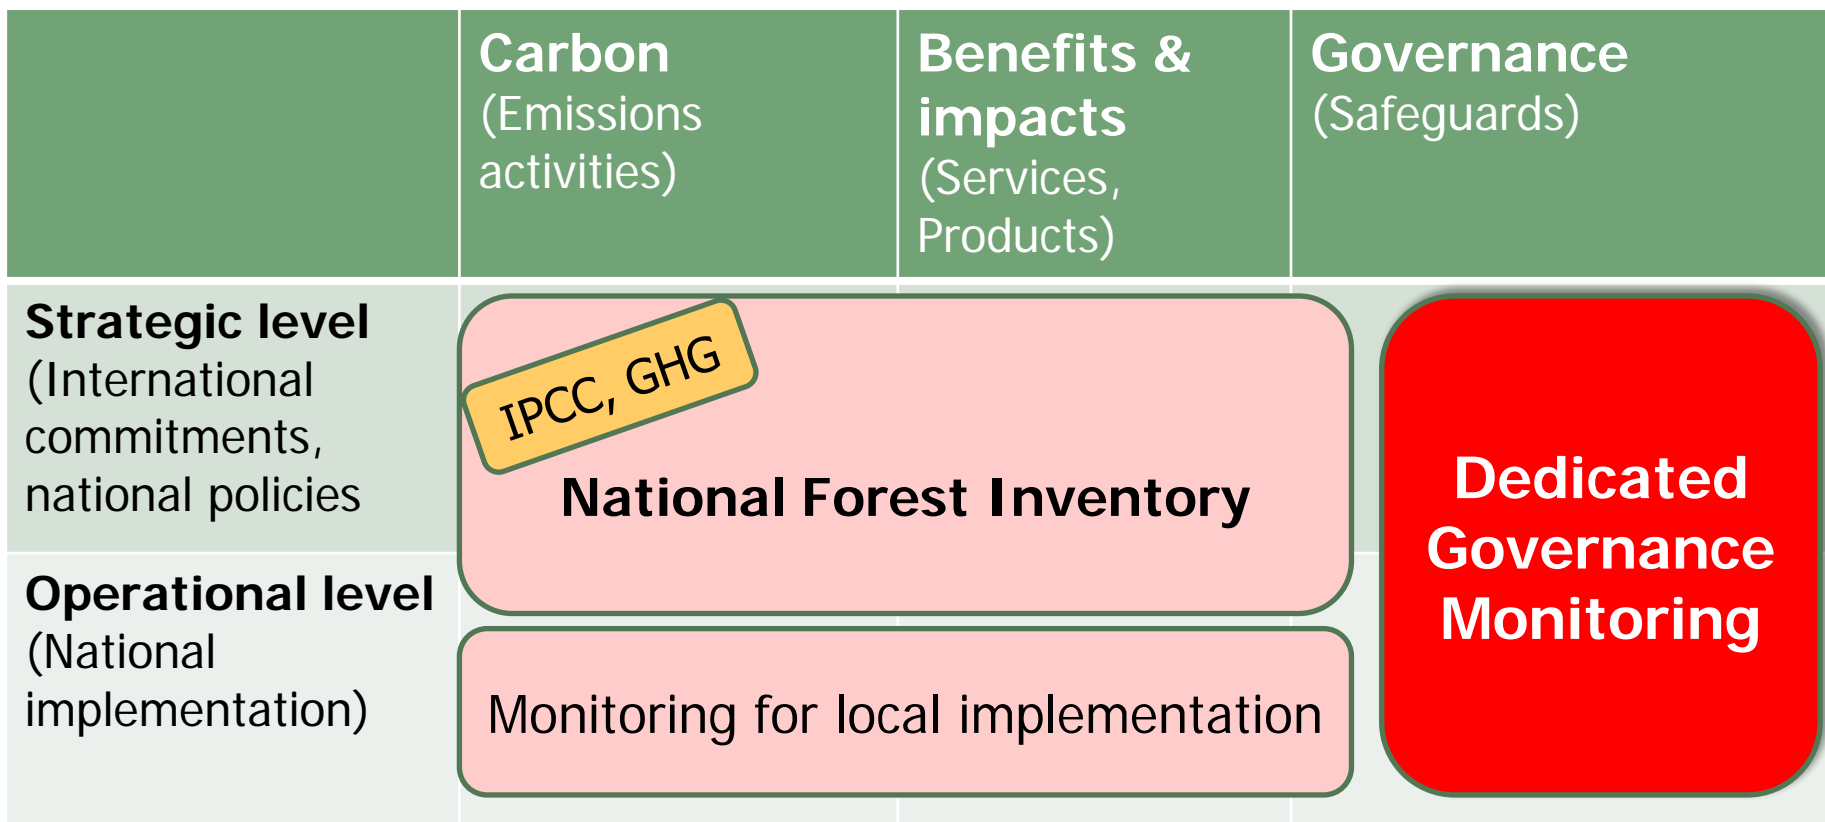 Carbon
(Emissions
activities)
Benefits &
impacts
(Services,
Products)
Governance
(Safeguards)
Strategic level
(International
commitments,
national policies
IPCC, GHG
National Forest Inventory
Dedicated
Governance
Monitoring
Operational level
(National
implementation)
Monitoring for local implementation